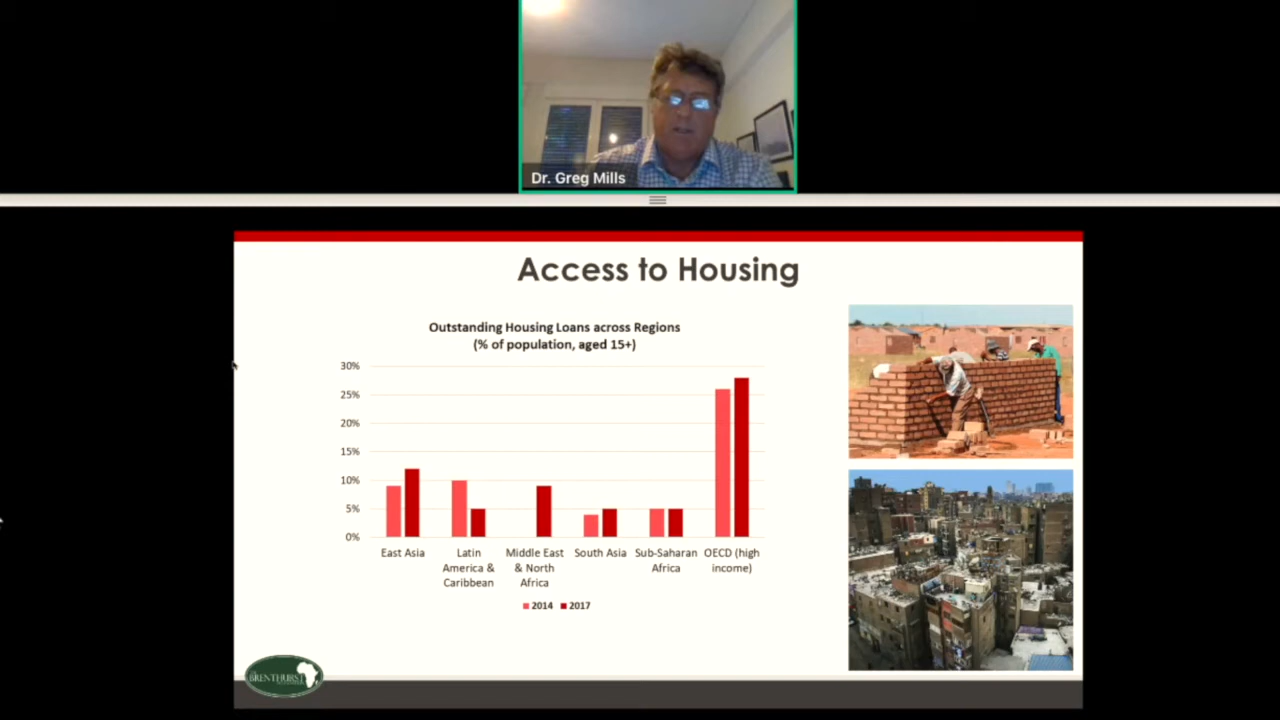 Dr. Greg Mills
Access to Housing
Outstanding Housing Loans across Regions
(% of population, aged 15+)
30%
25%
20%
15%
10%
5%
0%
East Asia
Latin
America &
Caribbean
Middle East
& North
Africa
South Asia
Sub-Saharan
Africa
OECD (high
income)
2014
2017
BRENTHURST